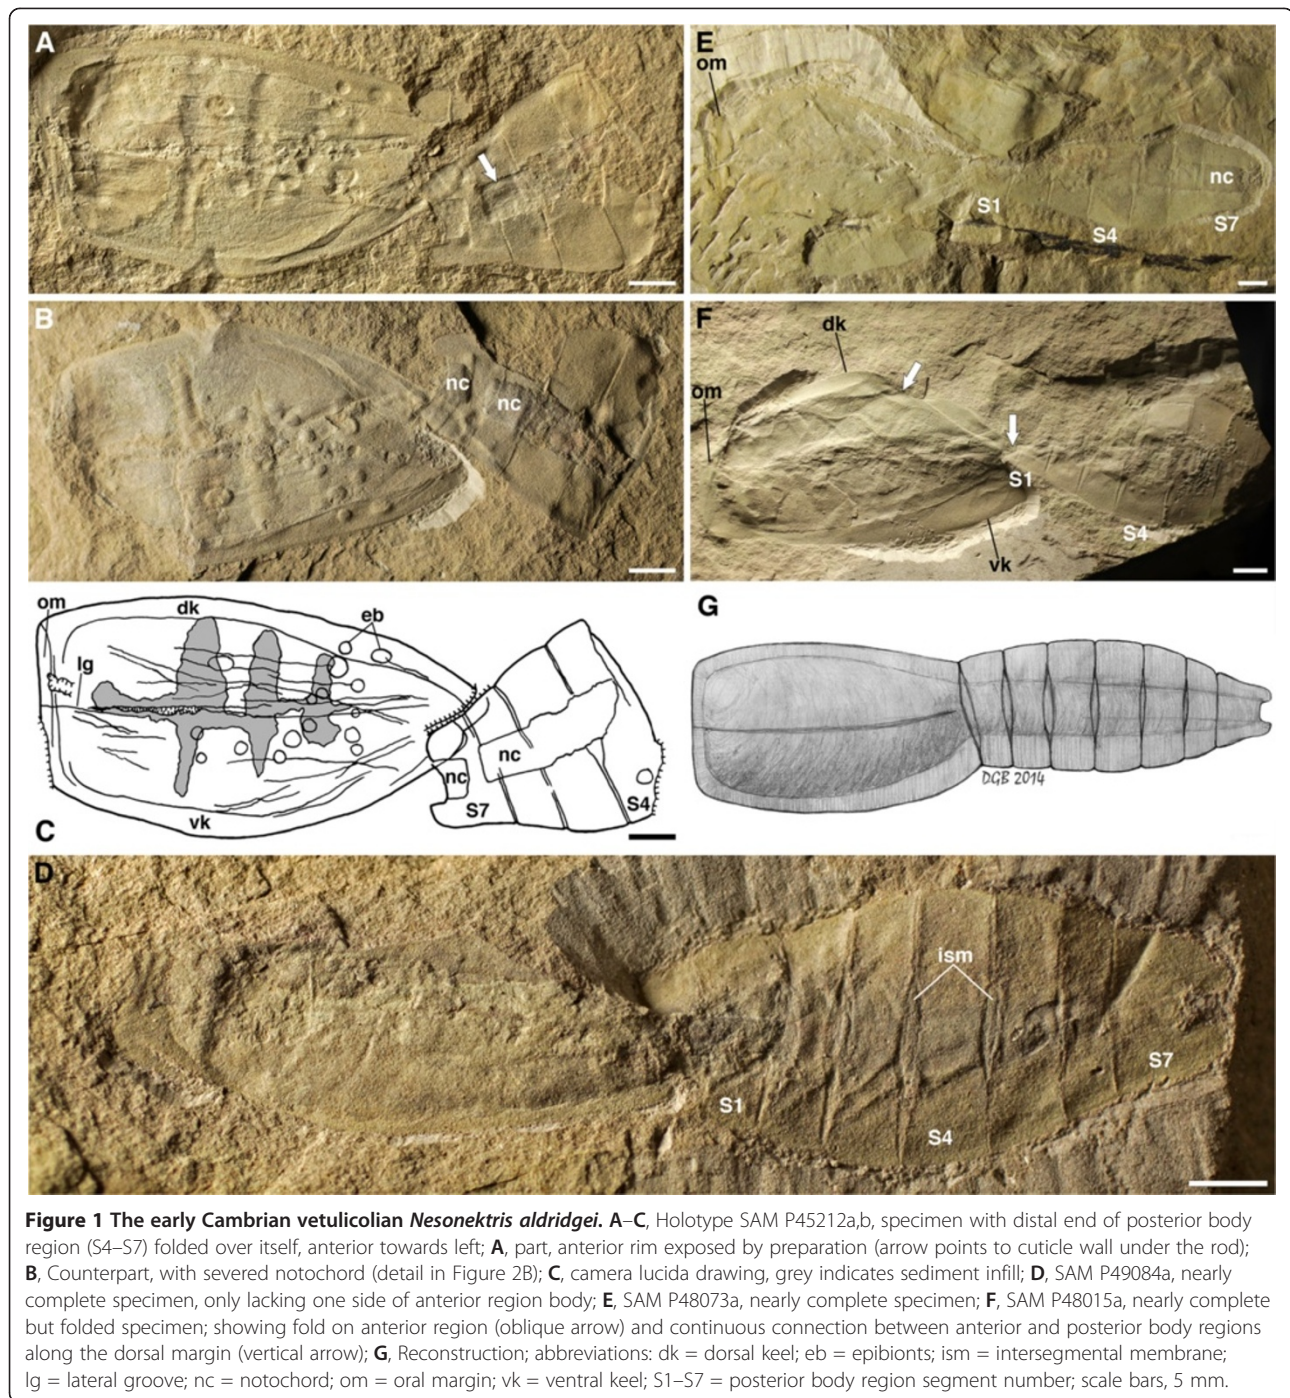 A
E
om
nc
S1
S4
S7
B
nc
nc
F
dk
om
S1
S4
vk
om
dk
eb
lg
nc
nc
S7
S4
vk
C
G
DGB 2014
D
ism
S1
S4
S7
Figure 1 The early Cambrian vetulicolian Nesonektris aldridgei. A–C, Holotype SAM P45212a,b, specimen with distal end of posterior body
region (S4–S7) folded over itself, anterior towards left; A, part, anterior rim exposed by preparation (arrow points to cuticle wall under the rod);
B, Counterpart, with severed notochord (detail in Figure 2B); C, camera lucida drawing, grey indicates sediment infill; D, SAM P49084a, nearly
complete specimen, only lacking one side of anterior region body; E, SAM P48073a, nearly complete specimen; F, SAM P48015a, nearly complete
but folded specimen; showing fold on anterior region (oblique arrow) and continuous connection between anterior and posterior body regions
along the dorsal margin (vertical arrow); G, Reconstruction; abbreviations: dk = dorsal keel; eb = epibionts; ism = intersegmental membrane;
lg = lateral groove; nc = notochord; om = oral margin; vk = ventral keel; S1–S7 = posterior body region segment number; scale bars, 5 mm.